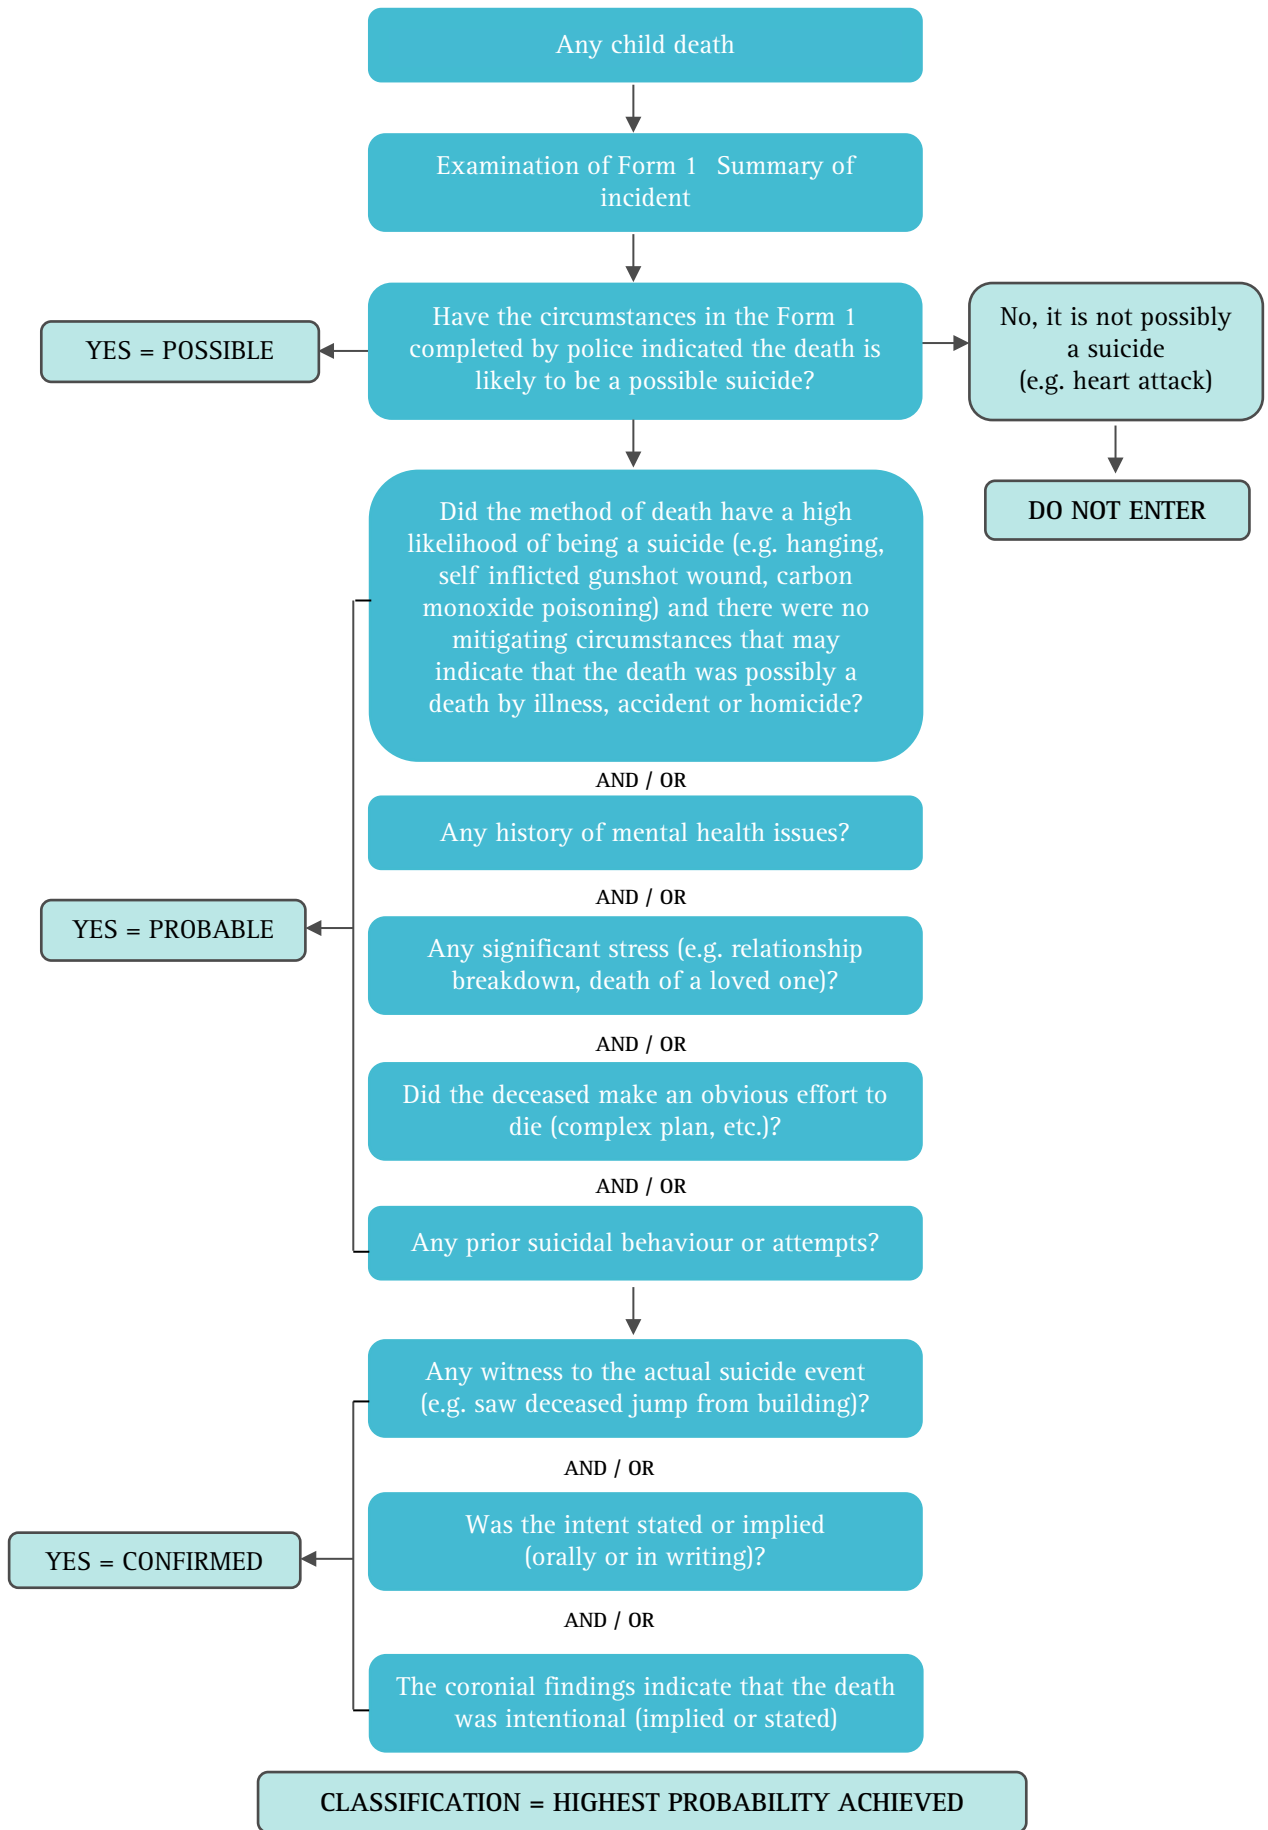 Any child death
Examination of Form 1 Summary of
incident
Have the circumstances in the Form 1
completed by police indicated the death is
likely to be a possible suicide?
YES = POSSIBLE
No, it is not possibly
a suicide
(e.g. heart attack)
DO NOT ENTER
Did the method of death have a high
likelihood of being a suicide (e.g. hanging,
self inflicted gunshot wound, carbon
monoxide poisoning) and there were no
mitigating circumstances that may
indicate that the death was possibly a
death by illness, accident or homicide?
AND / OR
Any history of mental health issues?
AND / OR
YES = PROBABLE
Any significant stress (e.g. relationship
breakdown, death of a loved one)?
AND / OR
Did the deceased make an obvious effort to
die (complex plan, etc.)?
AND / OR
Any prior suicidal behaviour or attempts?
Any witness to the actual suicide event
(e.g. saw deceased jump from building)?
AND / OR
Was the intent stated or implied
(orally or in writing)?
YES = CONFIRMED
AND / OR
The coronial findings indicate that the death
was intentional (implied or stated)
CLASSIFICATION = HIGHEST PROBABILITY ACHIEVED